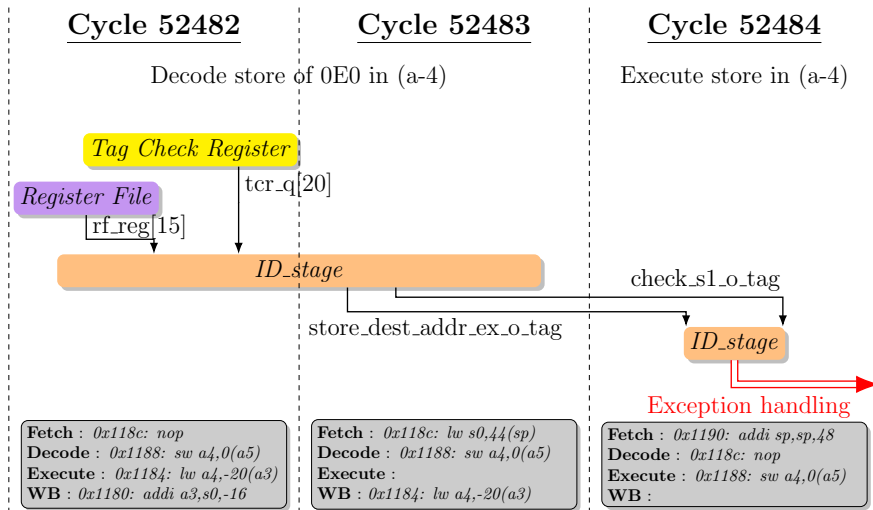 Cycle 52482
Cycle 52483
Cycle 52484
Decode store of 0E0 in (a-4)
Execute store in (a-4)
Tag Check Register
tcr_q[20]
Register File
rf_reg[15]
ID_stage
check_s1_o_tag
store_dest_addr_ex_o_tag
ID_stage
Exception handling
Fetch : 0x118c: nop
Decode : 0x1188: sw a4,0(a5)
Execute : 0x1184: lw a4,-20(a3)
WB : 0x1180: addi a3,s0,-16
Fetch : 0x118c: lw s0,44(sp)
Decode : 0x1188: sw a4,0(a5)
Execute :
WB : 0x1184: lw a4,-20(a3)
Fetch : 0x1190: addi sp,sp,48
Decode : 0x118c: nop
Execute : 0x1188: sw a4,0(a5)
WB :